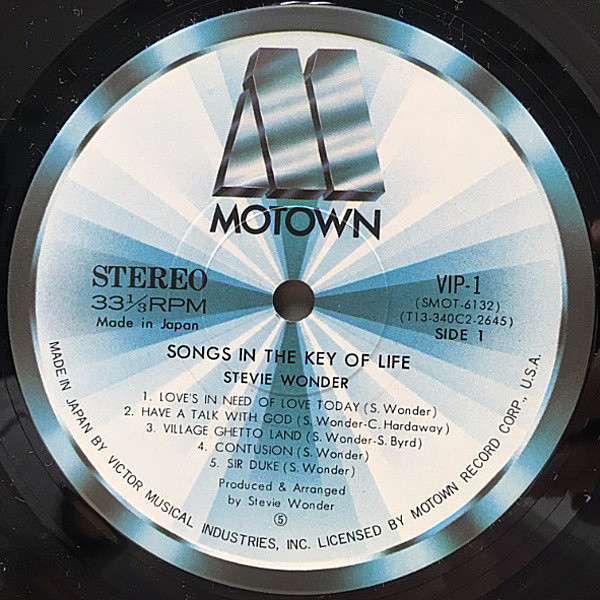 MOTOWN
STEREO
33⅓RPM
Made in Japan
VIP-1
(SMOT-6132)
(T13-340C2-2645)
SIDE 1
SONGS IN THE KEY OF LIFE
STEVIE WONDER
1. LOVE'S IN NEED OF LOVE TODAY (S. Wonder)
2. HAVE A TALK WITH GOD (S. Wonder-C. Hardaway)
3. VILLAGE GHETTO LAND (S. Wonder-S. Byrd)
4. CONTUSION (S. Wonder)
5. SIR DUKE (S. Wonder)
Produced & Arranged
by Stevie Wonder
⑤
MADE IN JAPAN BY VICTOR MUSICAL INDUSTRIES, INC. LICENSED BY MOTOWN RECORD CORP., U.S.A.